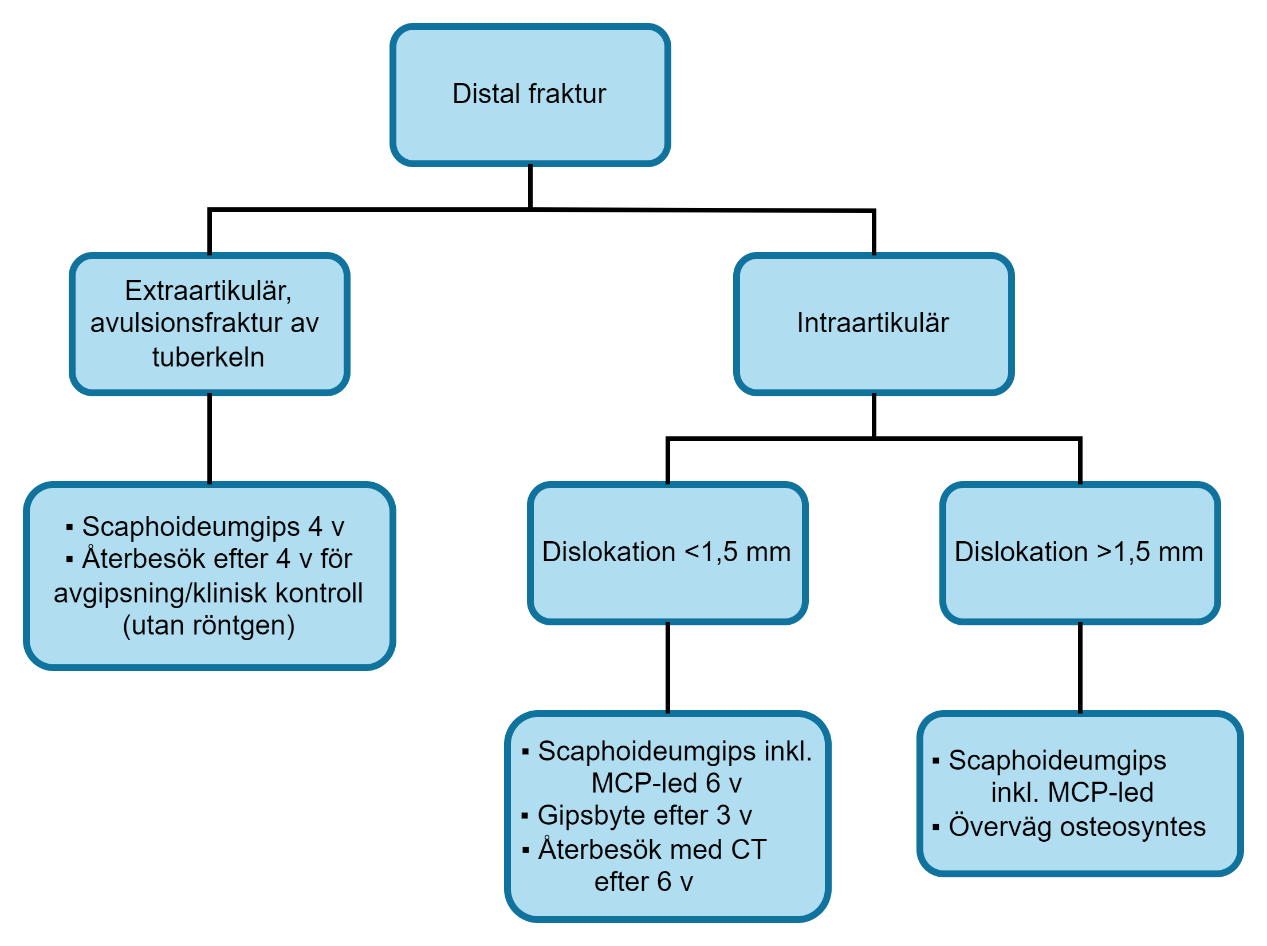 Distal fraktur
Extraartikulär,
avulsionsfraktur av
tuberkeln
Intraartikulär
▪ Scaphoideumgips 4 v
▪ Återbesök efter 4 v för
avgipsning/klinisk kontroll
(utan röntgen)
Dislokation <1,5 mm
Dislokation >1,5 mm
▪ Scaphoideumgips inkl.
MCP-led 6 v
▪ Gipsbyte efter 3 v
▪ Återbesök med CT
efter 6 v
▪ Scaphoideumgips
inkl. MCP-led
▪ Överväg osteosyntes